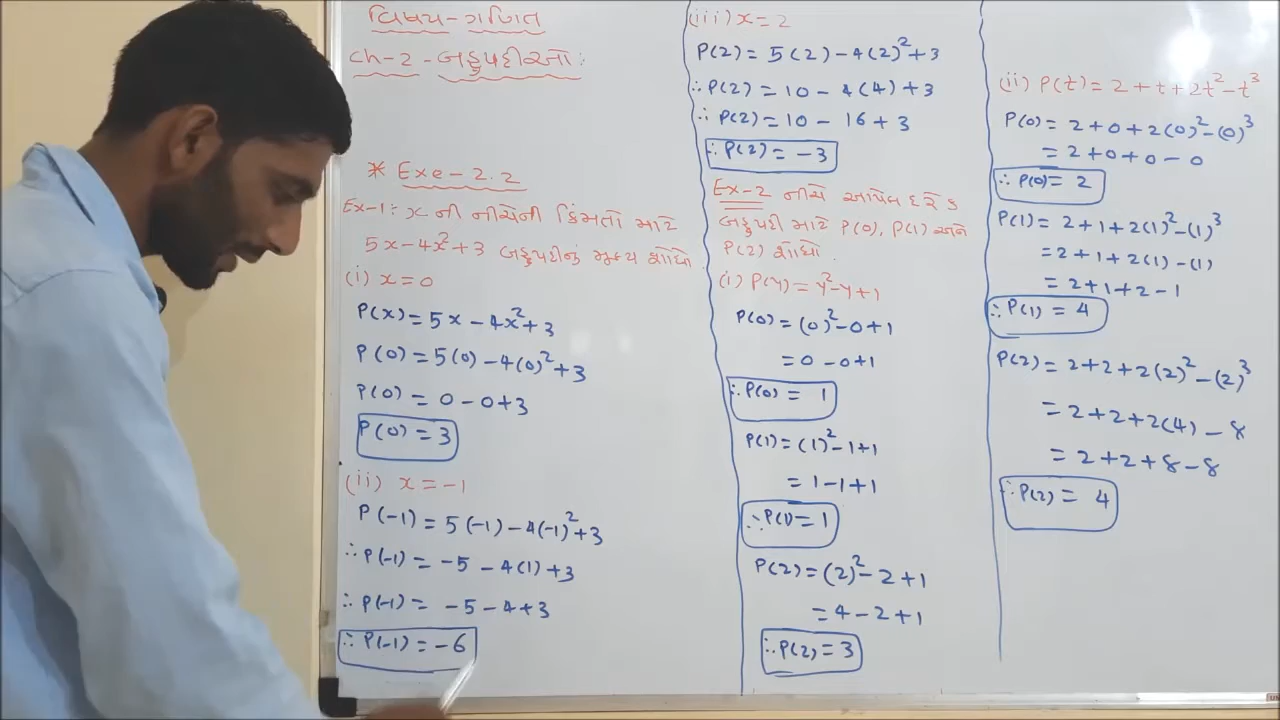 વિષય-ગણિત
ch-2-બહુપદીઓ:
* Exe-2.2
Ex-1: x ની નીચેની કિંમતો માટે
5x-4x²+3 બહુપદીનું મૂલ્ય શોધો.
(i) x=0
P(x)=5x-4x²+3
P(0)=5(0)-4(0)²+3
P(0)=0-0+3
P(0)=3
(ii) x=-1
P(-1)=5(-1)-4(-1)²+3
∴P(-1)=-5-4(1)+3
∴P(-1)=-5-4+3
∴P(-1)=-6
(iii) x=2
P(2)=5(2)-4(2)²+3
∴P(2)=10-4(4)+3
∴P(2)=10-16+3
∴P(2)=-3
Ex-2 નીચે આપેલ દરેક
બહુપદી માટે P(0), P(1) અને
P(2) શોધો.
(i) P(y)=y²-y+1
P(0)=(0)²-0+1
=0-0+1
∴P(0)=1
P(1)=(1)²-1+1
=1-1+1
∴P(1)=1
P(2)=(2)²-2+1
=4-2+1
∴P(2)=3
(ii) P(t)=2+t+2t²-t³
P(0)=2+0+2(0)²-(0)³
=2+0+0-0
∴P(0)=2
P(1)=2+1+2(1)²-(1)³
=2+1+2(1)-(1)
=2+1+2-1
∴P(1)=4
P(2)=2+2+2(2)²-(2)³
=2+2+2(4)-8
=2+2+8-8
∴P(2)=4